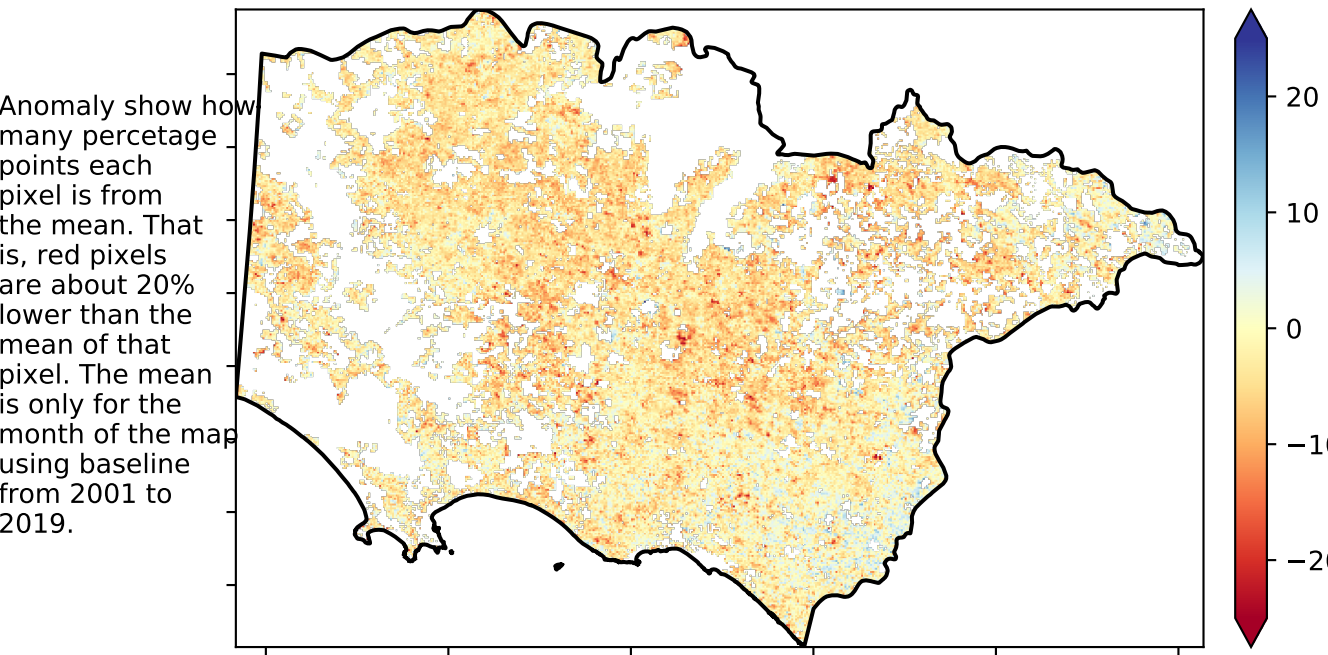 Anomaly show how
many percetage
points each
pixel is from
the mean. That
is, red pixels
are about 20%
lower than the
mean of that
pixel. The mean
is only for the
month of the map
using baseline
from 2001 to
2019.
20
10
0
−10
−20